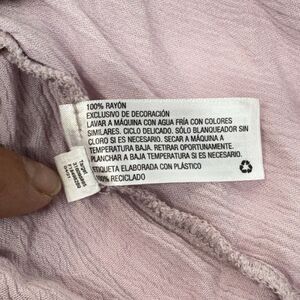 100% RAYÓN
EXCLUSIVO DE DECORACIÓN
LAVAR A MÁQUINA CON AGUA FRÍA CON COLORES
SIMILARES. CICLO DELICADO. SÓLO BLANQUEADOR SIN
CLORO SI ES NECESARIO. SECAR A MÁQUINA A
TEMPERATURA BAJA. RETIRAR OPORTUNAMENTE.
PLANCHAR A TEMPERATURA BAJA SI ES NECESARIO.
ETIQUETA ELABORADA CON PLÁSTICO
100% RECICLADO
Target